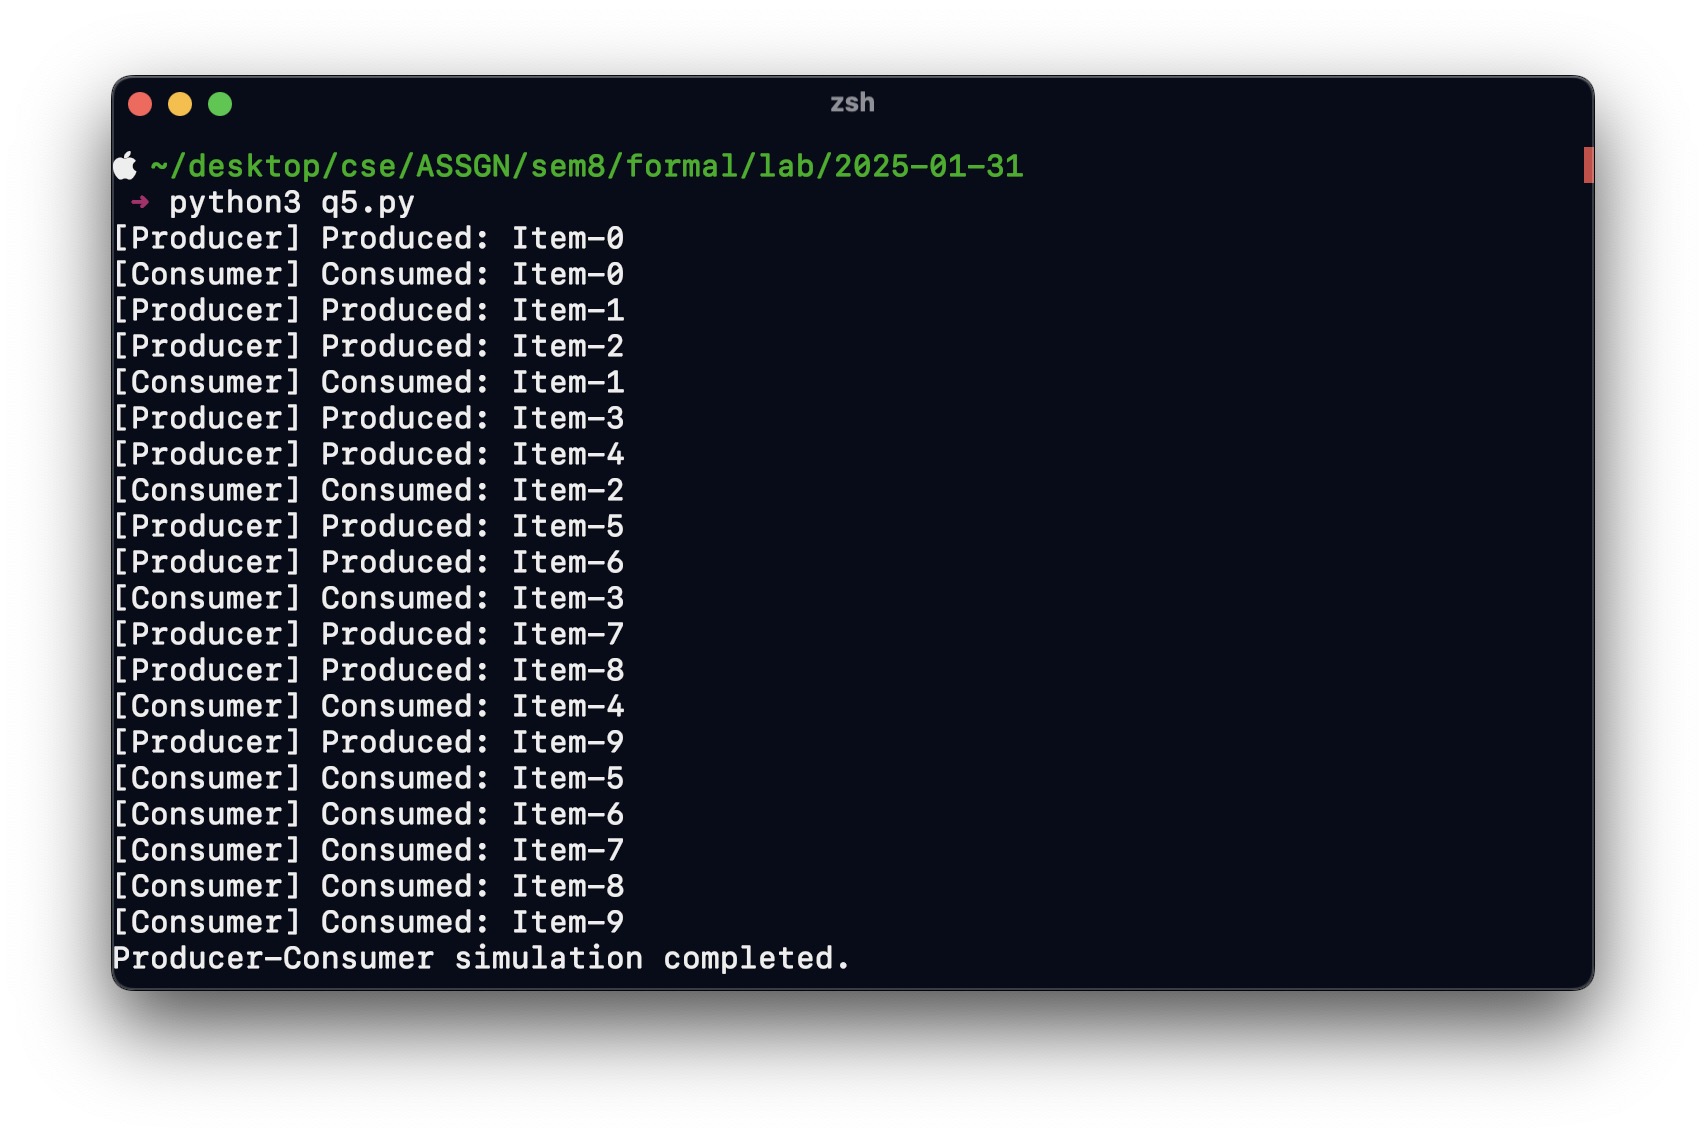 zsh
~/desktop/cse/ASSGN/sem8/formal/lab/2025-01-31
➜ python3 q5.py
[Producer] Produced: Item-0
[Consumer] Consumed: Item-0
[Producer] Produced: Item-1
[Producer] Produced: Item-2
[Consumer] Consumed: Item-1
[Producer] Produced: Item-3
[Producer] Produced: Item-4
[Consumer] Consumed: Item-2
[Producer] Produced: Item-5
[Producer] Produced: Item-6
[Consumer] Consumed: Item-3
[Producer] Produced: Item-7
[Producer] Produced: Item-8
[Consumer] Consumed: Item-4
[Producer] Produced: Item-9
[Consumer] Consumed: Item-5
[Consumer] Consumed: Item-6
[Consumer] Consumed: Item-7
[Consumer] Consumed: Item-8
[Consumer] Consumed: Item-9
Producer-Consumer simulation completed.